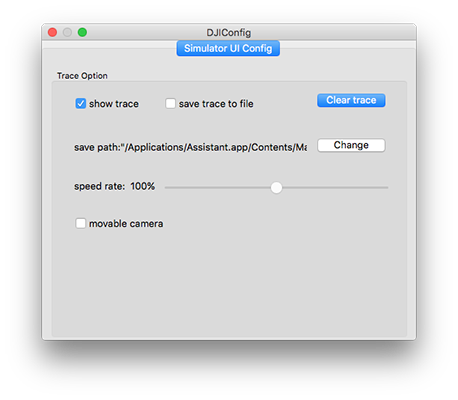 DJIConfig
Simulator UI Config
Trace Option
show trace save trace to file Clear trace
save path:"/Applications/Assistant.app/Contents/Ma Change
speed rate: 100%
movable camera